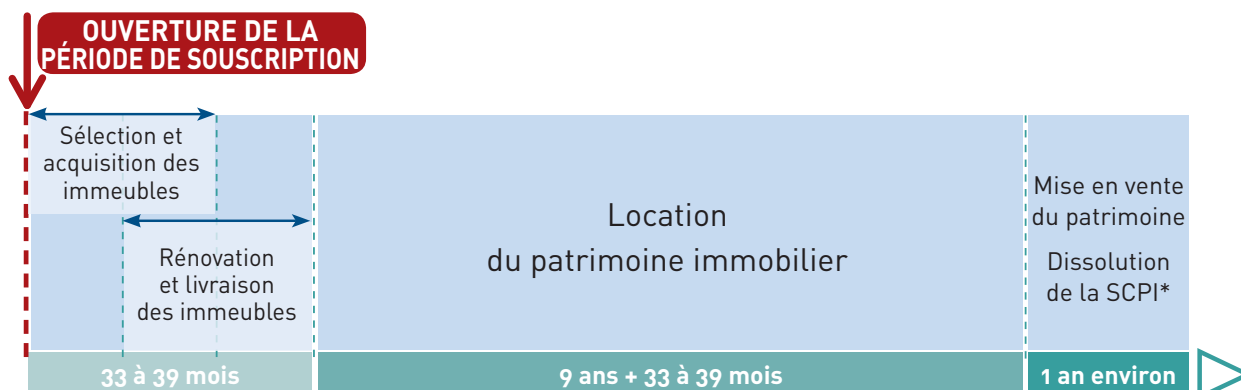 OUVERTURE DE LA
PÉRIODE DE SOUSCRIPTION
Sélection et
acquisition des
immeubles
Rénovation
et livraison
des immeubles
Location
du patrimoine immobilier
Mise en vente
du patrimoine
Dissolution
de la SCPI*
33 à 39 mois
9 ans + 33 à 39 mois
1 an environ